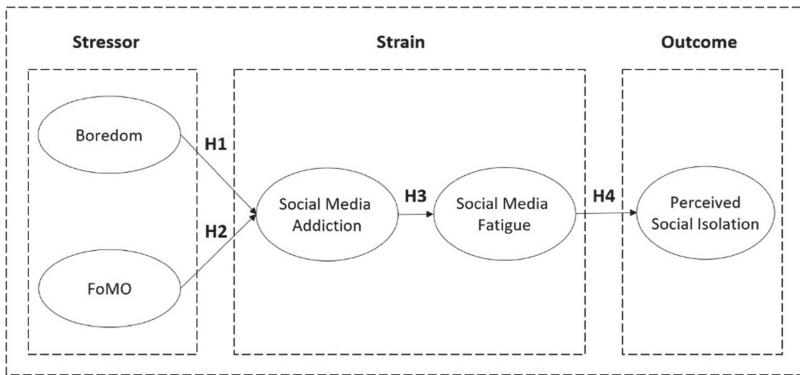 Stressor
Strain
Outcome
Boredom
H1
Social Media
Addiction
H3
Social Media
Fatigue
H4
Perceived
Social Isolation
H2
FoMO